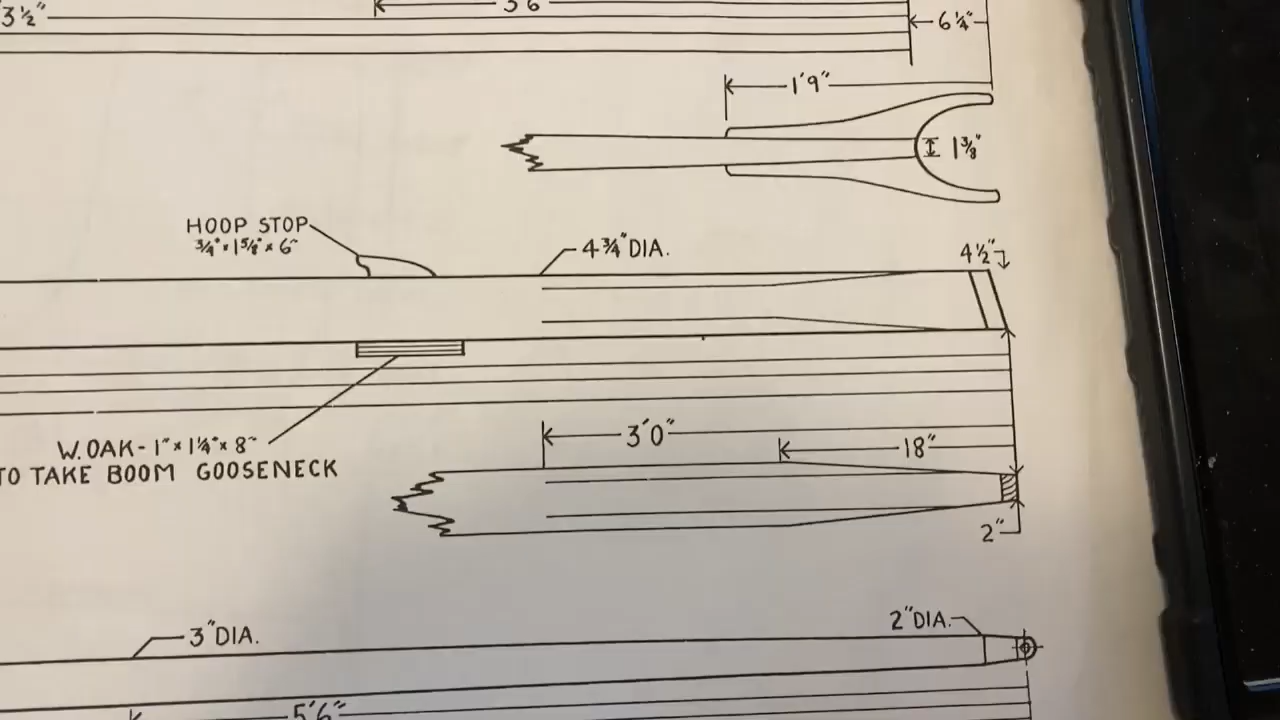 3½"
3'6
6¼"
1'9"
1⅜"
HOOP STOP
¾" × 1⅝" × 6"
4¾" DIA.
4½"
W. OAK - 1" × 1¼" × 8"
TO TAKE BOOM GOOSENECK
3'0"
18"
2"
3" DIA.
2" DIA.
5'6"